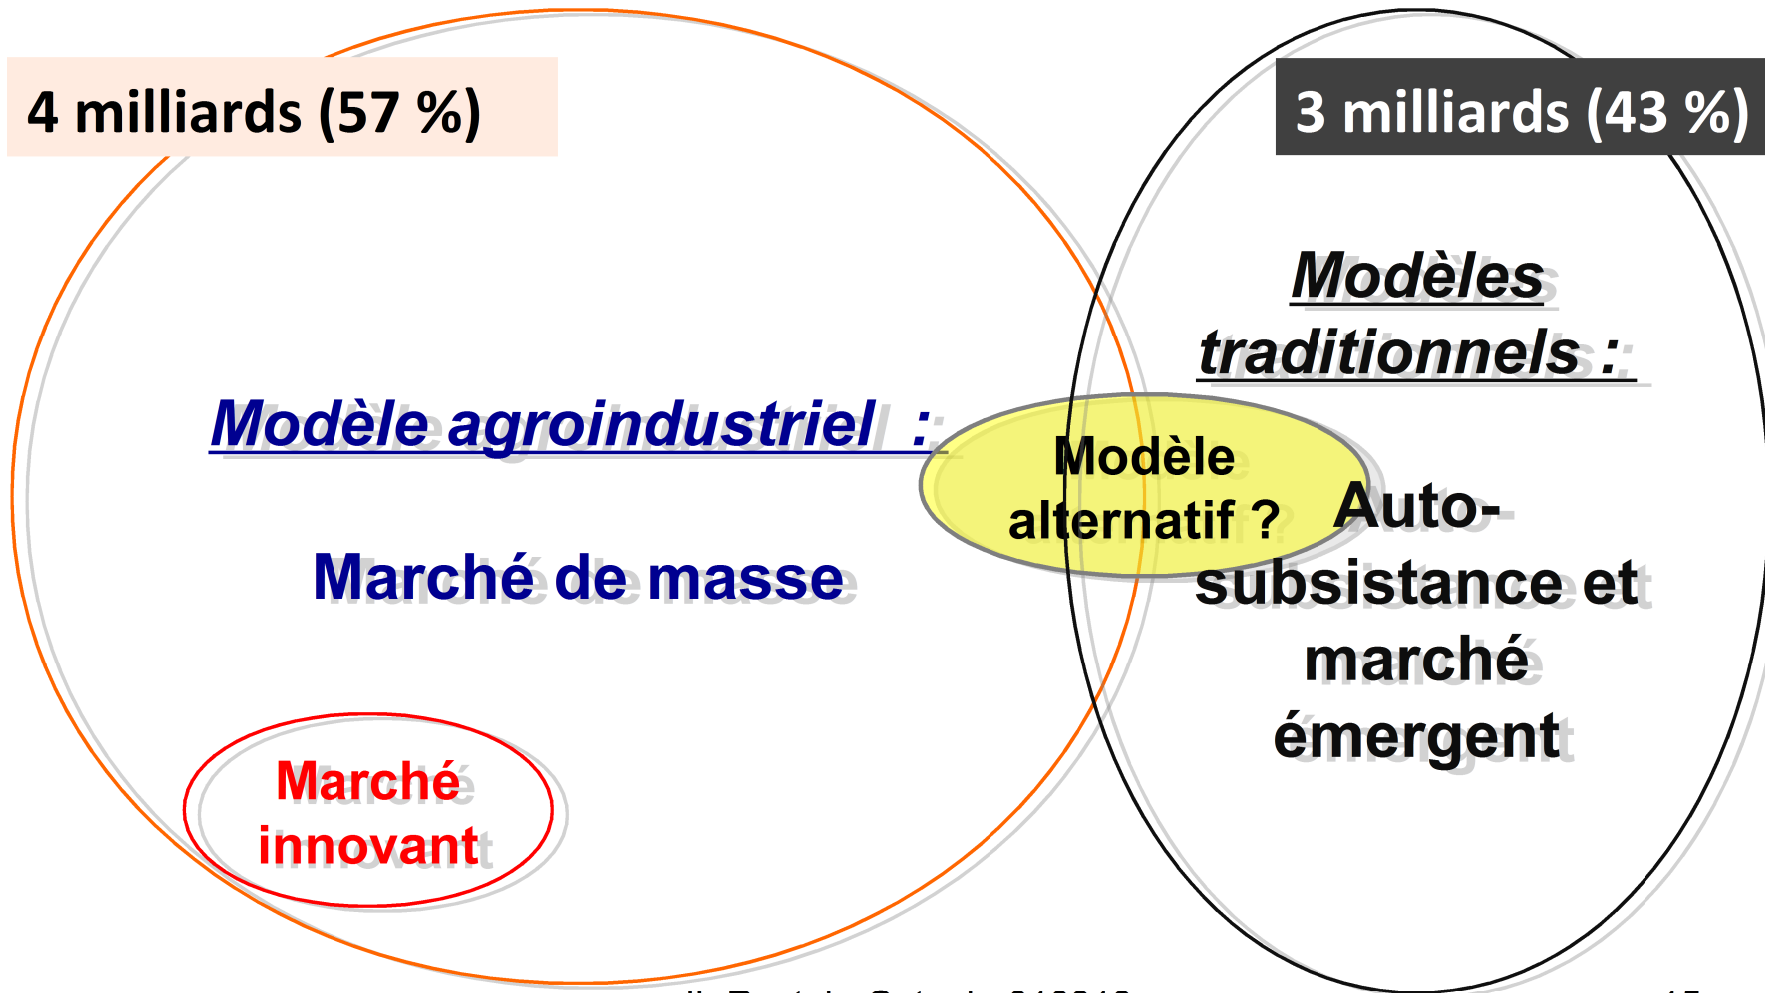 4 milliards (57 %)
3 milliards (43 %)
Modèle agroindustriel :
Marché de masse
Marché
innovant
Modèle
alternatif ?
Modèles
traditionnels :
Auto-
subsistance et
marché
émergent